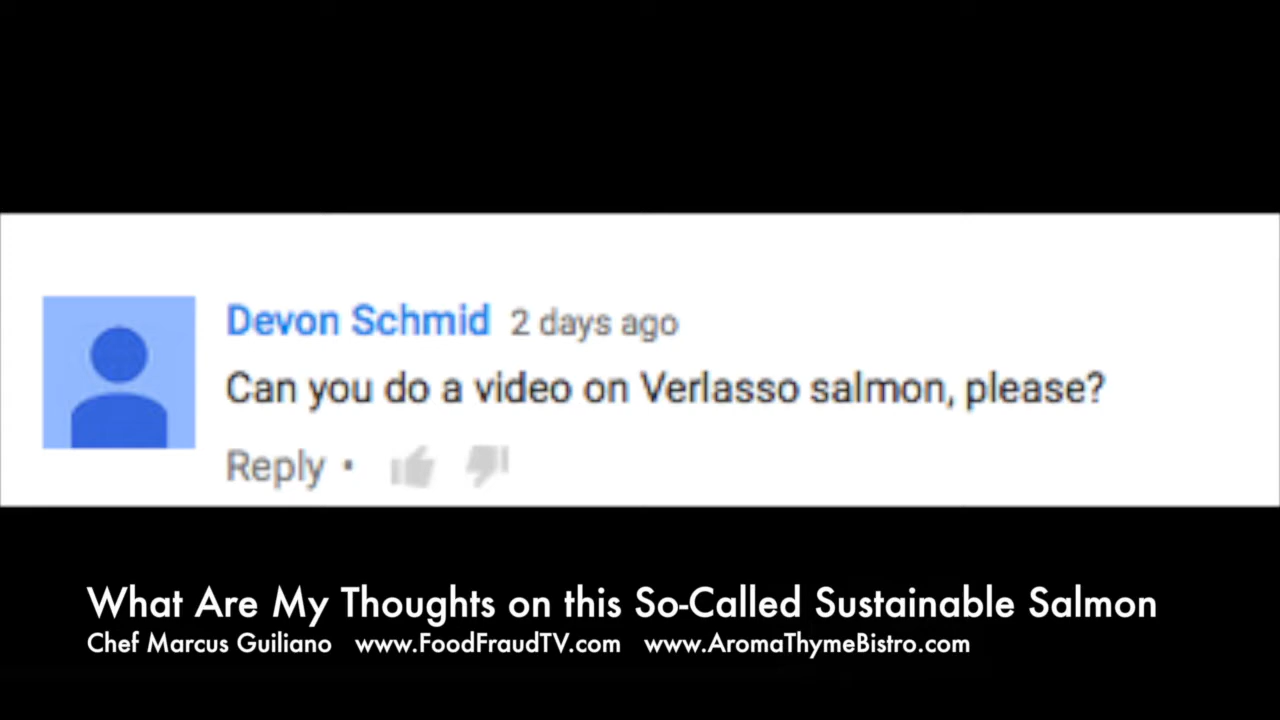 Devon Schmid 2 days ago
Can you do a video on Verlasso salmon, please?
Reply •
What Are My Thoughts on this So-Called Sustainable Salmon
Chef Marcus Guiliano www.FoodFraudTV.com www.AromaThymeBistro.com